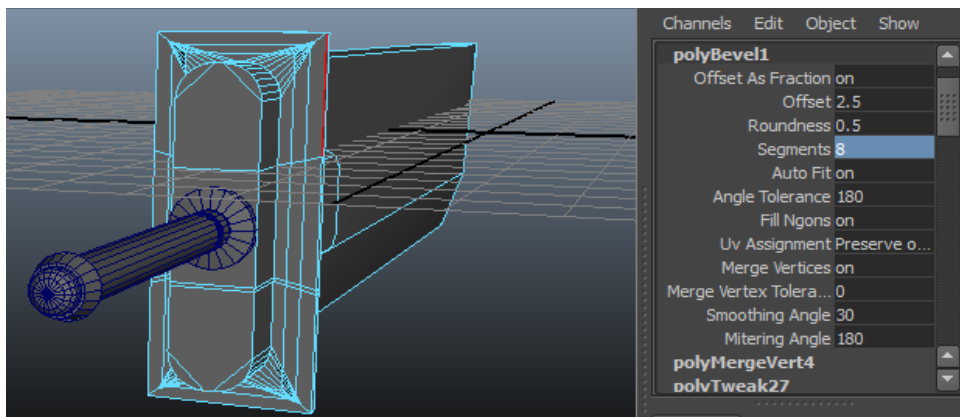 Channels Edit Object Show
polyBevel1
Offset As Fraction on
Offset 2.5
Roundness 0.5
Segments 8
Auto Fit on
Angle Tolerance 180
Fill Ngons on
Uv Assignment Preserve o...
Merge Vertices on
Merge Vertex Tolera... 0
Smoothing Angle 30
Mitering Angle 180
polyMergeVert4
polyTweak27